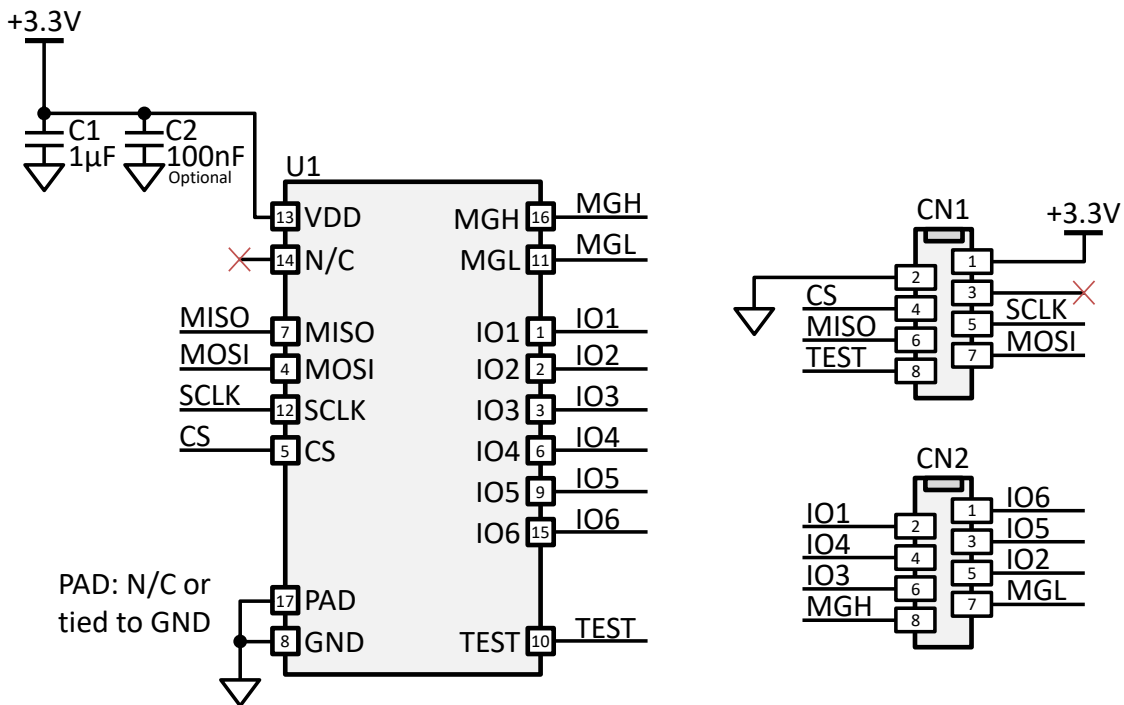 +3.3V
C1
1µF
C2
100nF
Optional
U1
13 VDD
14 N/C
MISO 7 MISO
MOSI 4 MOSI
SCLK 12 SCLK
CS 5 CS
17 PAD
8 GND
PAD: N/C or
tied to GND
MGH 16 MGH
MGL 11 MGL
IO1 1 IO1
IO2 2 IO2
IO3 3 IO3
IO4 6 IO4
IO5 9 IO5
IO6 15 IO6
TEST 10 TEST
CN1
+3.3V
1
2
3
CS 4
5 SCLK
MISO 6
7 MOSI
TEST 8
CN2
1 IO6
IO1 2
3 IO5
IO4 4
5 IO2
IO3 6
7 MGL
MGH 8